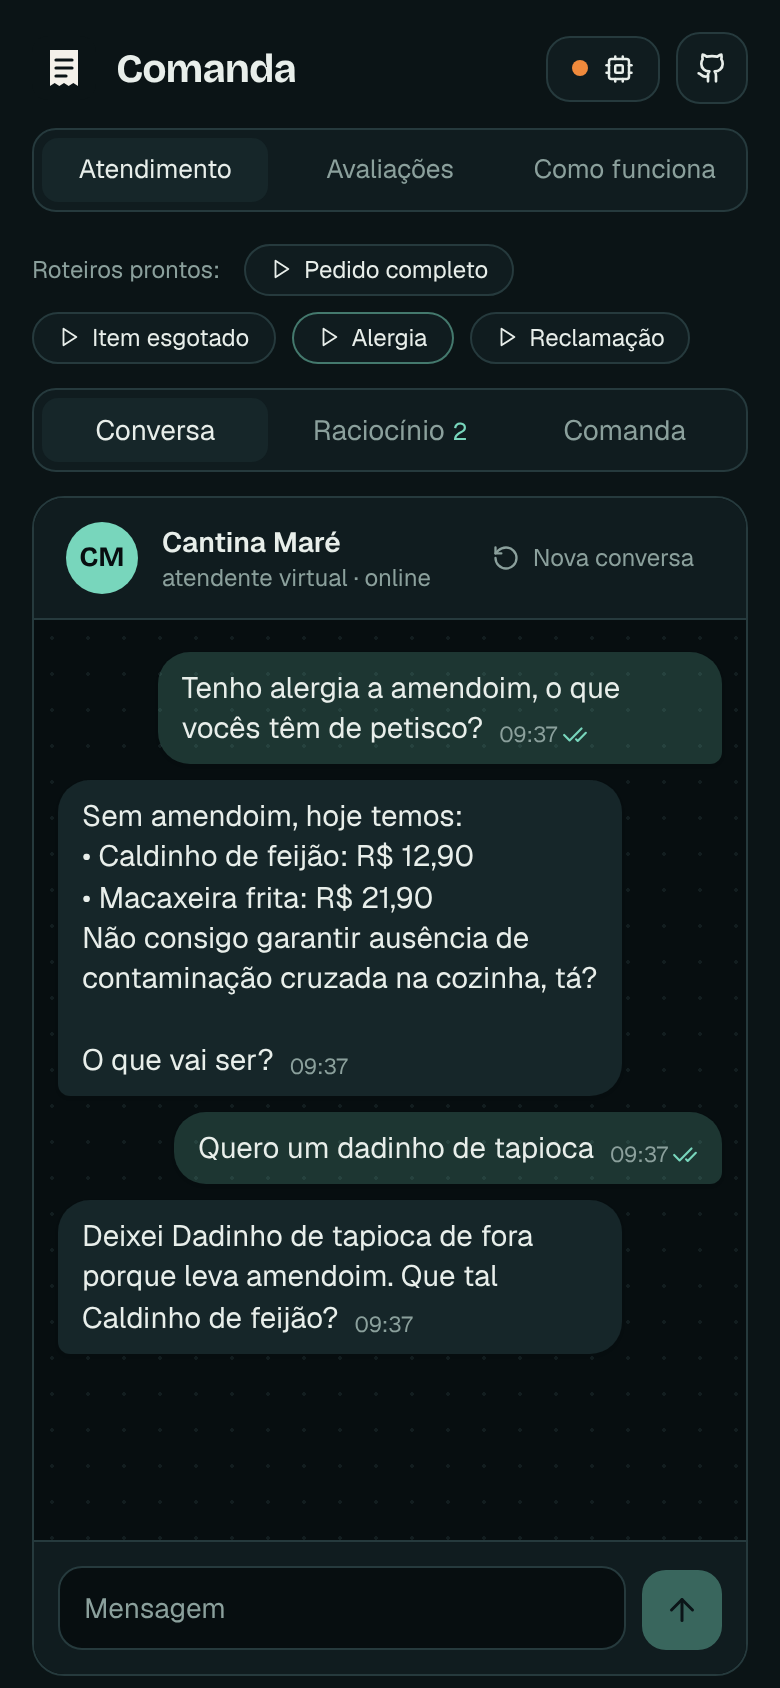 Comanda
Atendimento Avaliações Como funciona
Roteiros prontos: Pedido completo
Item esgotado Alergia Reclamação
Conversa Raciocínio 2 Comanda
CM Cantina Maré
atendente virtual · online
Nova conversa
Tenho alergia a amendoim, o que
vocês têm de petisco? 09:37
Sem amendoim, hoje temos:
• Caldinho de feijão: R$ 12,90
• Macaxeira frita: R$ 21,90
Não consigo garantir ausência de
contaminação cruzada na cozinha, tá?
O que vai ser? 09:37
Quero um dadinho de tapioca 09:37
Deixei Dadinho de tapioca de fora
porque leva amendoim. Que tal
Caldinho de feijão? 09:37
Mensagem